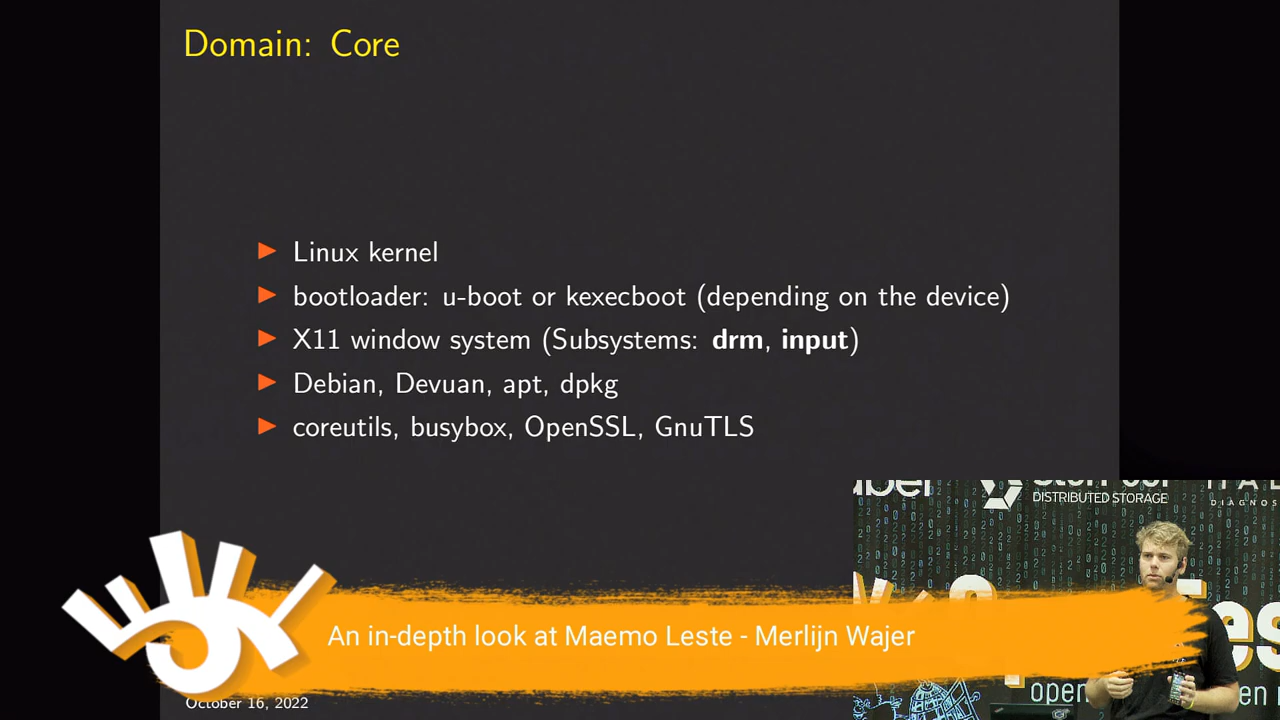 Domain: Core
▶ Linux kernel
▶ bootloader: u-boot or kexecboot (depending on the device)
▶ X11 window system (Subsystems: drm, input)
▶ Debian, Devuan, apt, dpkg
▶ coreutils, busybox, OpenSSL, GnuTLS
DISTRIBUTED STORAGE
An in-depth look at Maemo Leste - Merlijn Wajer
October 16, 2022
open